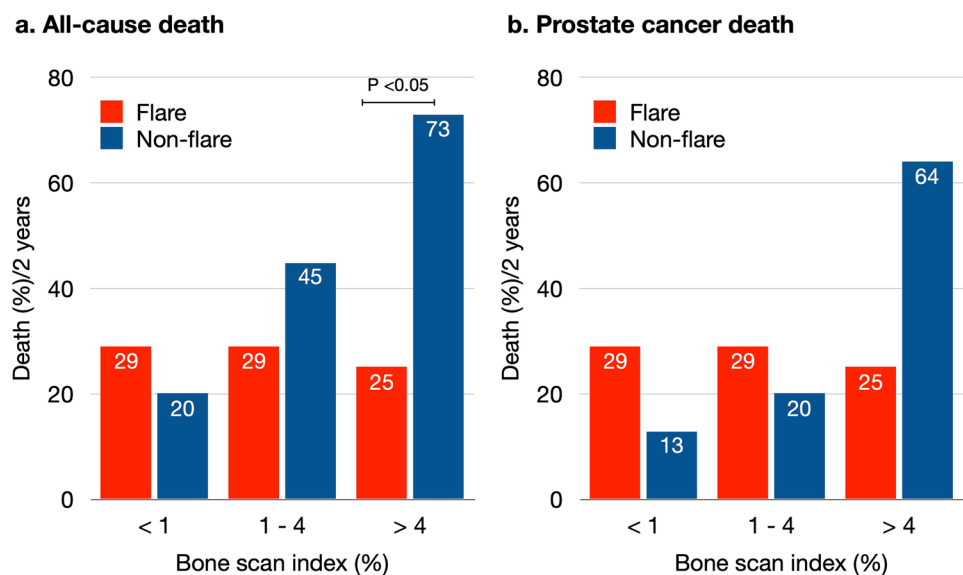 a. All-cause death
80
60
40
20
0
Death (%)/2 years
Flare
Non-flare
P <0.05
29
20
29
45
25
73
< 1
1 - 4
> 4
Bone scan index (%)
b. Prostate cancer death
80
60
40
20
0
Death (%)/2 years
Flare
Non-flare
29
13
29
20
25
64
< 1
1 - 4
> 4
Bone scan index (%)